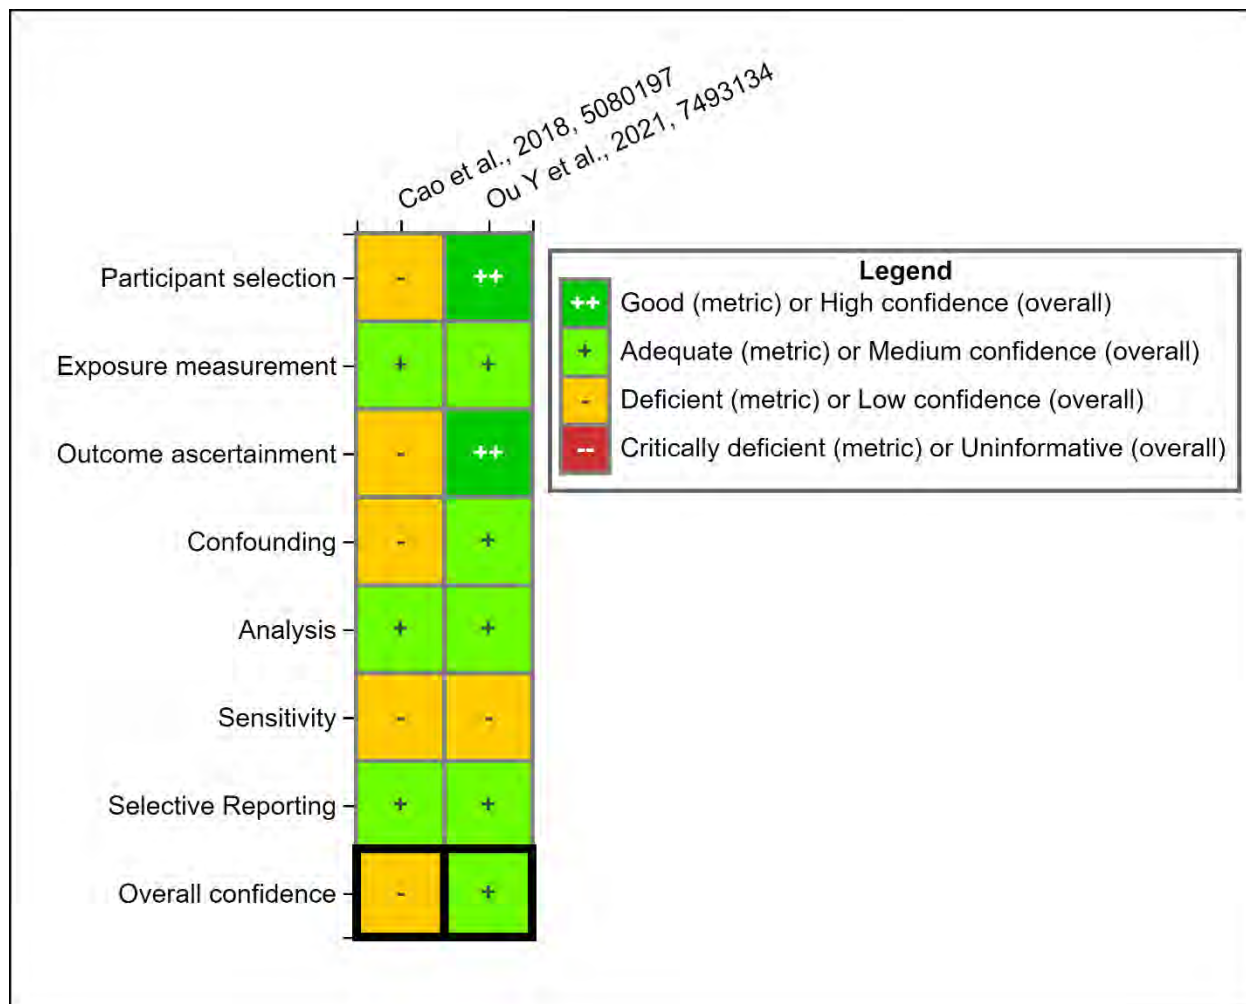 Cao et al., 2018, 5080197
Ou Y et al., 2021, 7493134
Participant selection - ++
Exposure measurement + +
Outcome ascertainment - ++
Confounding - +
Analysis + +
Sensitivity - -
Selective Reporting + +
Overall confidence - +
Legend
++ Good (metric) or High confidence (overall)
+ Adequate (metric) or Medium confidence (overall)
- Deficient (metric) or Low confidence (overall)
-- Critically deficient (metric) or Uninformative (overall)